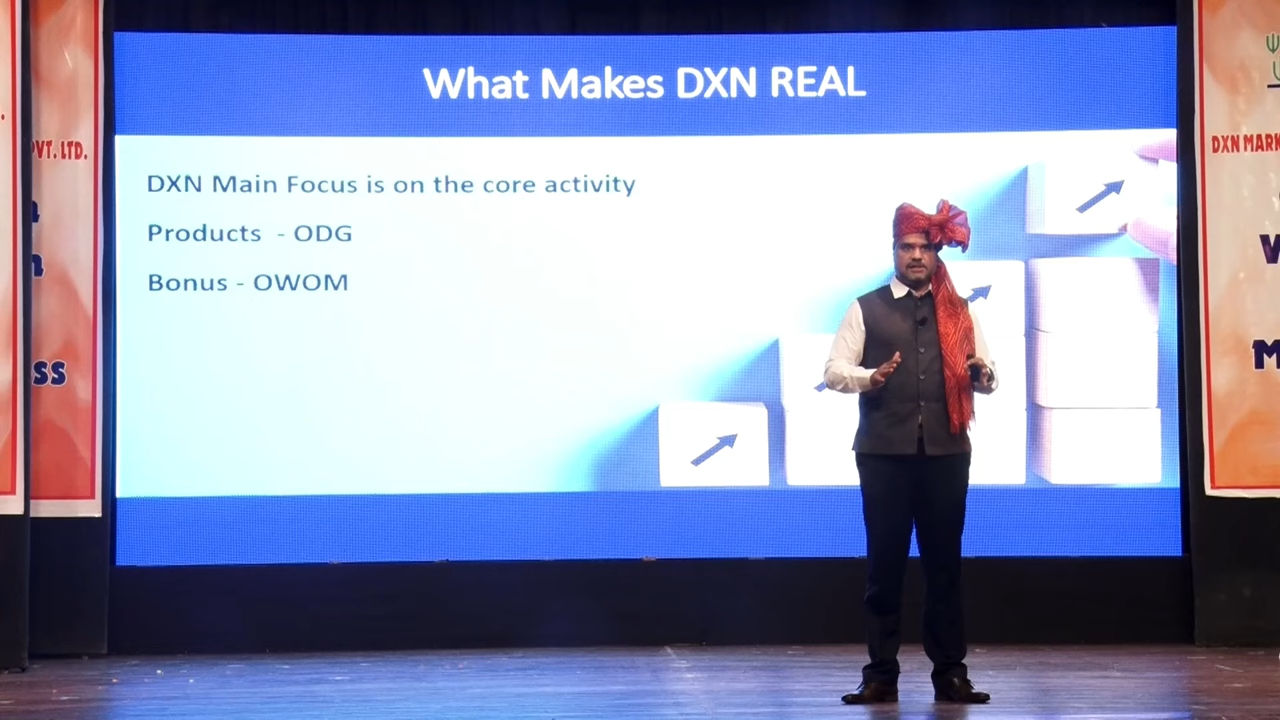 What Makes DXN REAL
DXN Main Focus is on the core activity
Products - ODG
Bonus - OWOM
PVT. LTD.
SS
DXN MARK
W
M